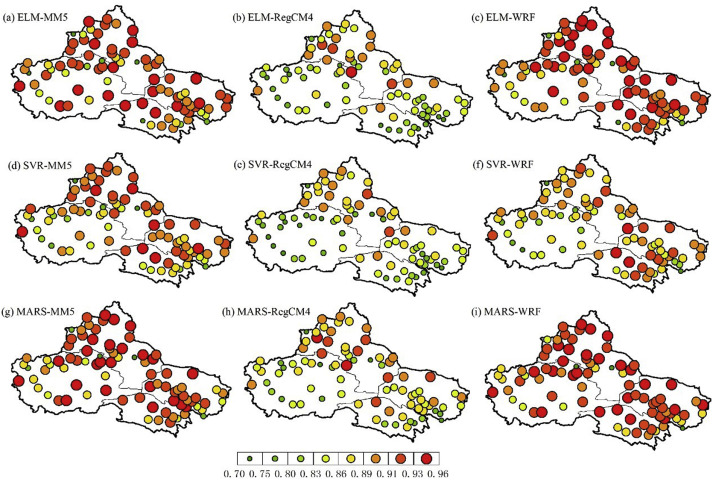 (a) ELM-MM5
(b) ELM-RegCM4
(c) ELM-WRF
(d) SVR-MM5
(e) SVR-RegCM4
(f) SVR-WRF
(g) MARS-MM5
(h) MARS-RegCM4
(i) MARS-WRF
0.70 0.75 0.80 0.83 0.86 0.89 0.91 0.93 0.96